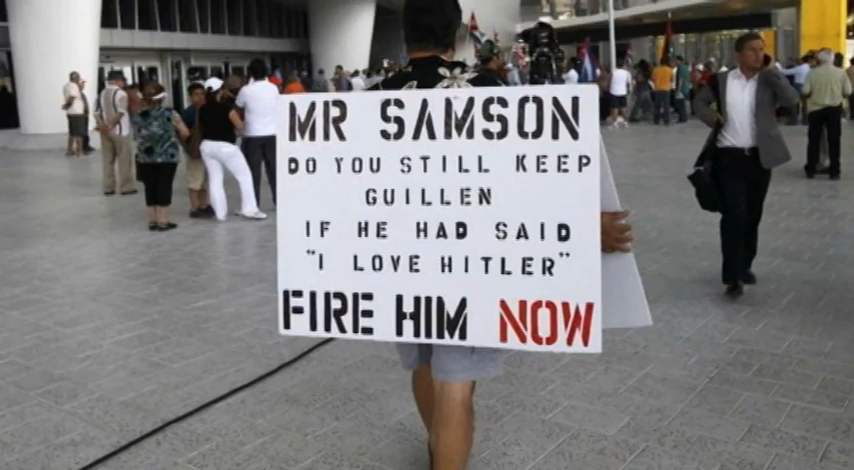 MR SAMSON
DO YOU STILL KEEP
GUILLEN
IF HE HAD SAID
"I LOVE HITLER"
FIRE HIM NOW